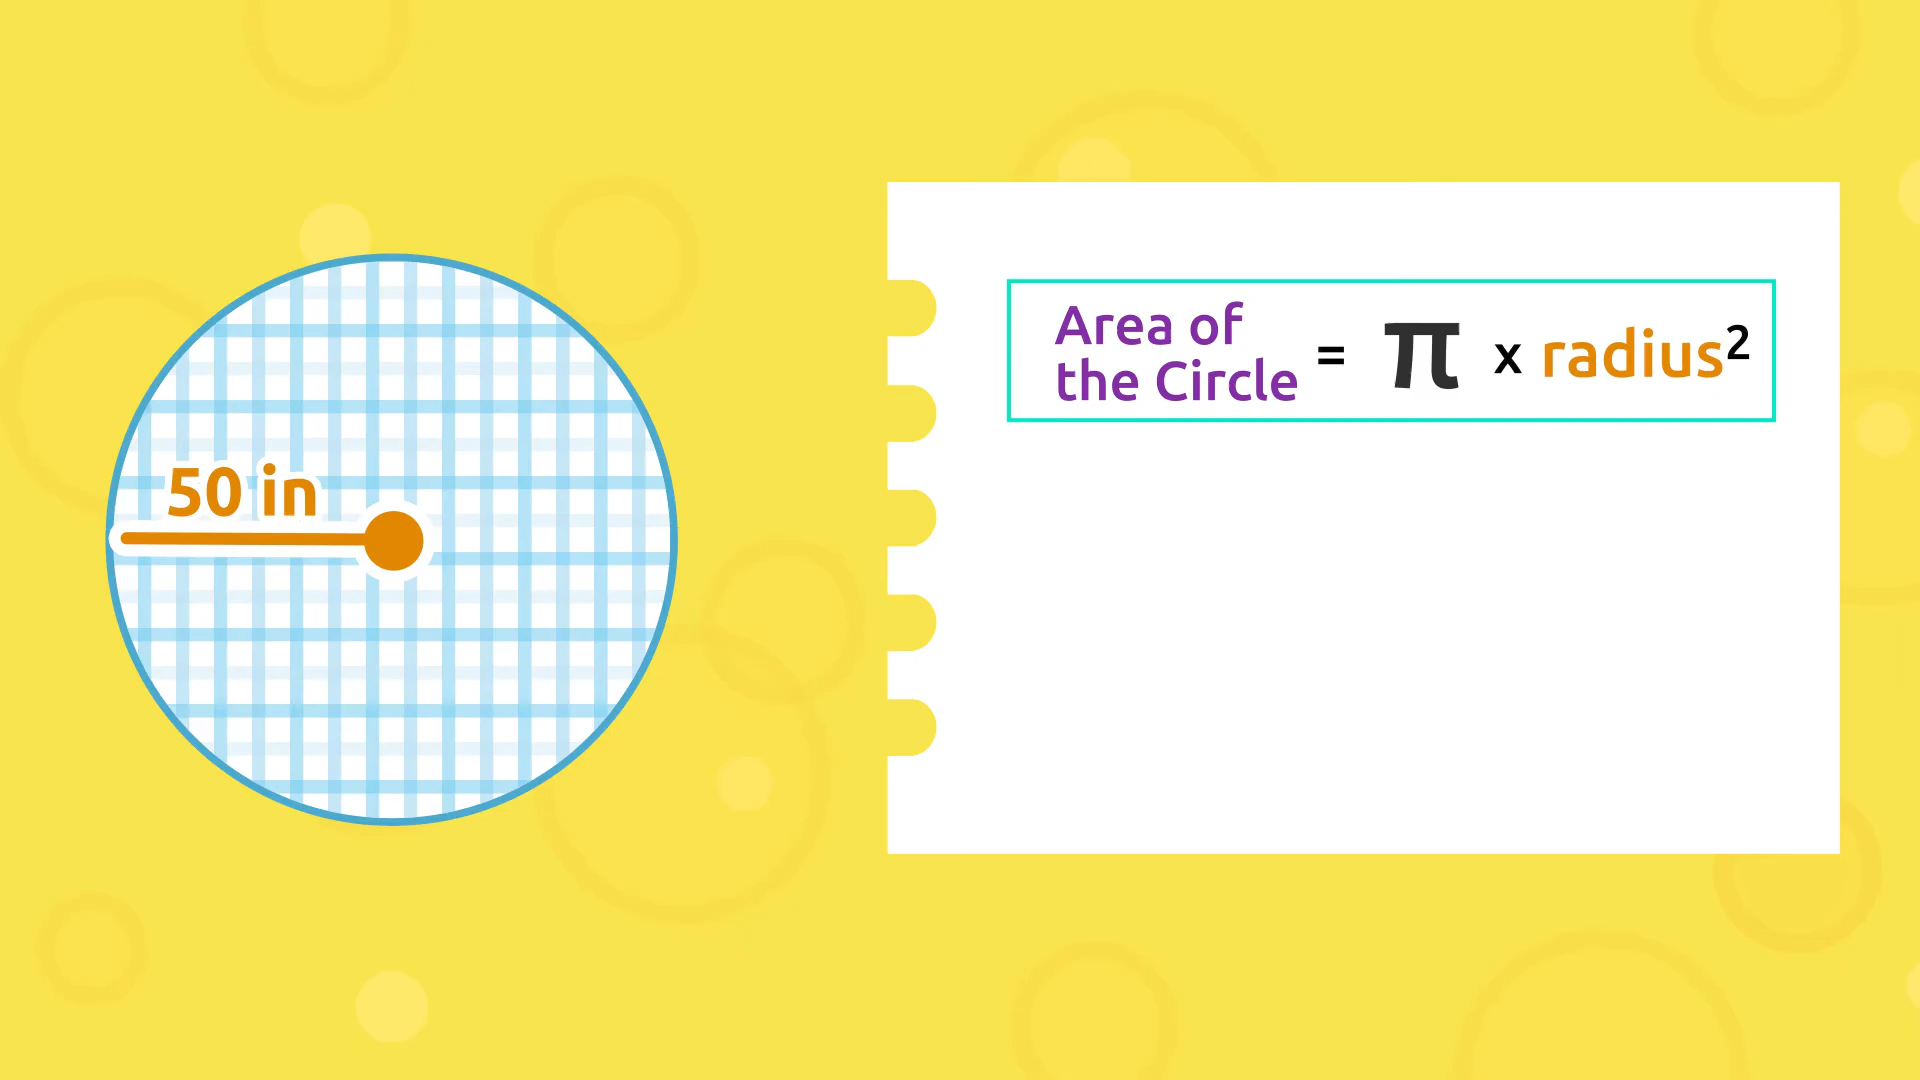 50 in
Area of
the Circle = π x radius²